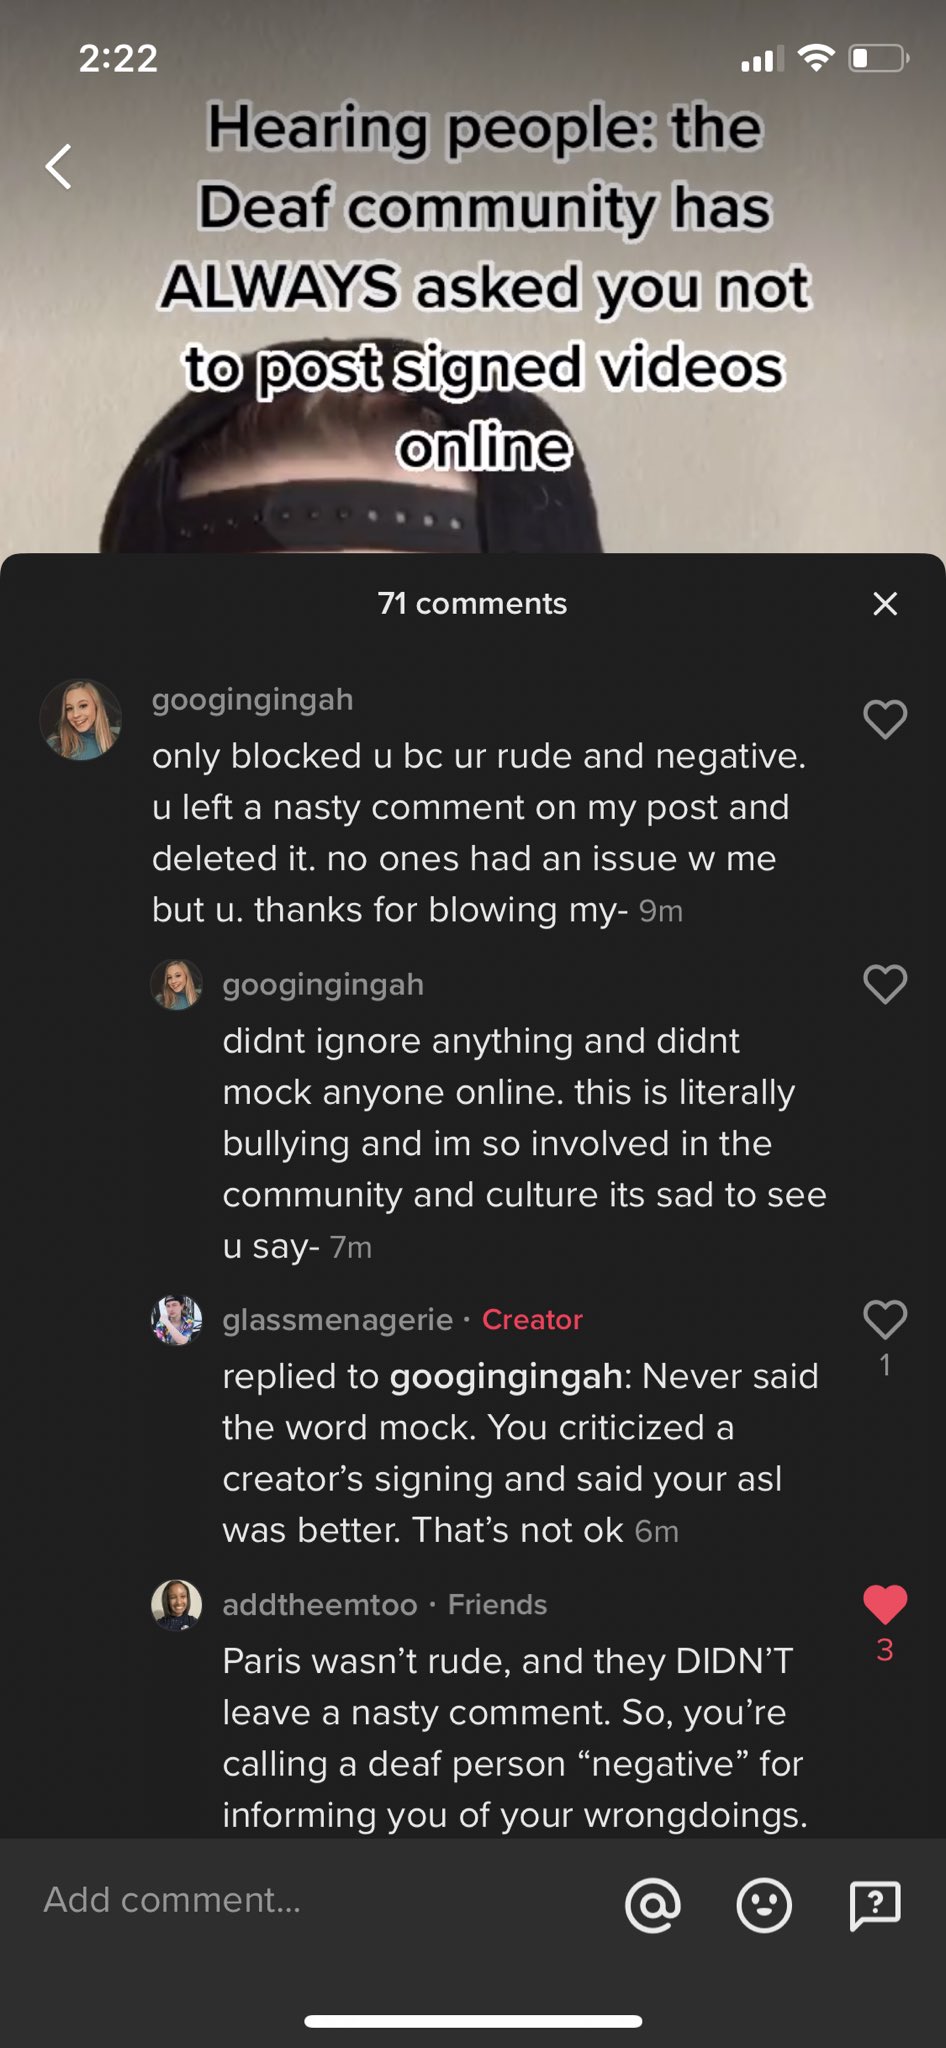 2:22
Hearing people: the
Deaf community has
ALWAYS asked you not
to post signed videos
online
71 comments
googingingah
only blocked u bc ur rude and negative.
u left a nasty comment on my post and
deleted it. no ones had an issue w me
but u. thanks for blowing my- 9m
googingingah
didnt ignore anything and didnt
mock anyone online. this is literally
bullying and im so involved in the
community and culture its sad to see
u say- 7m
glassmenagerie · Creator
replied to googingingah: Never said
the word mock. You criticized a
creator’s signing and said your asl
was better. That’s not ok 6m
1
addtheemtoo · Friends
Paris wasn’t rude, and they DIDN’T
leave a nasty comment. So, you’re
calling a deaf person “negative” for
informing you of your wrongdoings.
3
Add comment...